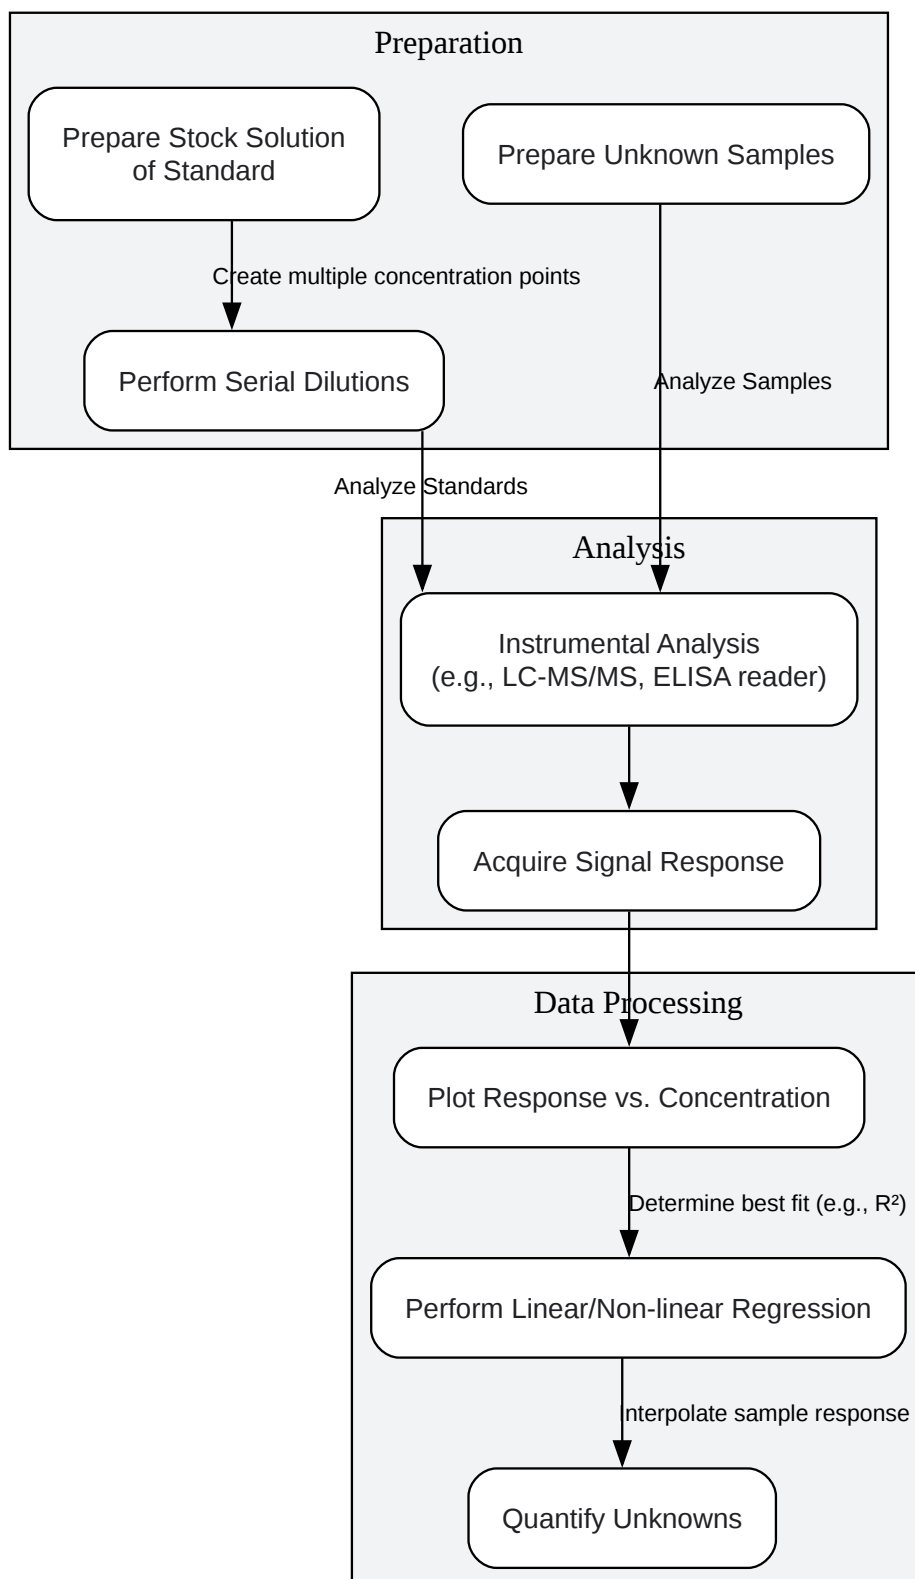 Preparation
Prepare Stock Solution
of Standard
Prepare Unknown Samples
Create multiple concentration points
Perform Serial Dilutions
Analyze Samples
Analyze Standards
Analysis
Instrumental Analysis
(e.g., LC-MS/MS, ELISA reader)
Acquire Signal Response
Data Processing
Plot Response vs. Concentration
Determine best fit (e.g., R²)
Perform Linear/Non-linear Regression
Interpolate sample response
Quantify Unknowns